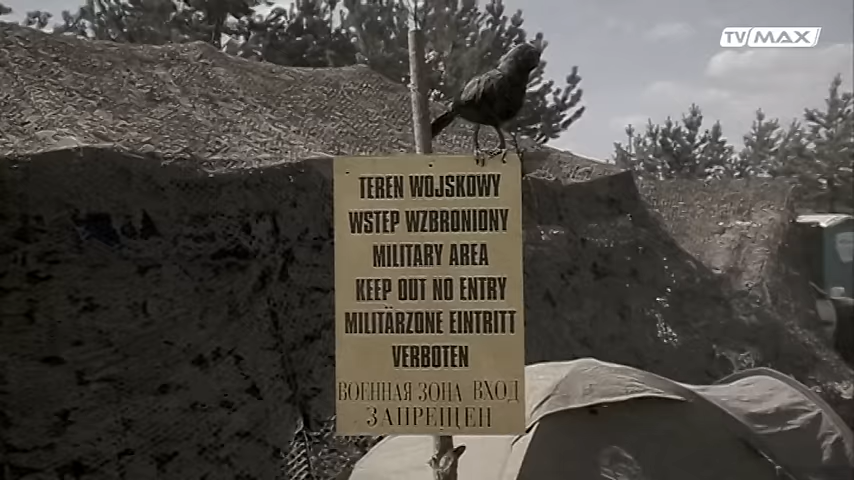 TV MAX
TEREN WOJSKOWY
WSTEP WZBRONIONY
MILITARY AREA
KEEP OUT NO ENTRY
MILITÄRZONE EINTRITT
VERBOTEN
ВОЕННАЯ ЗОНА ВХОД
ЗАПРЕЩЕН